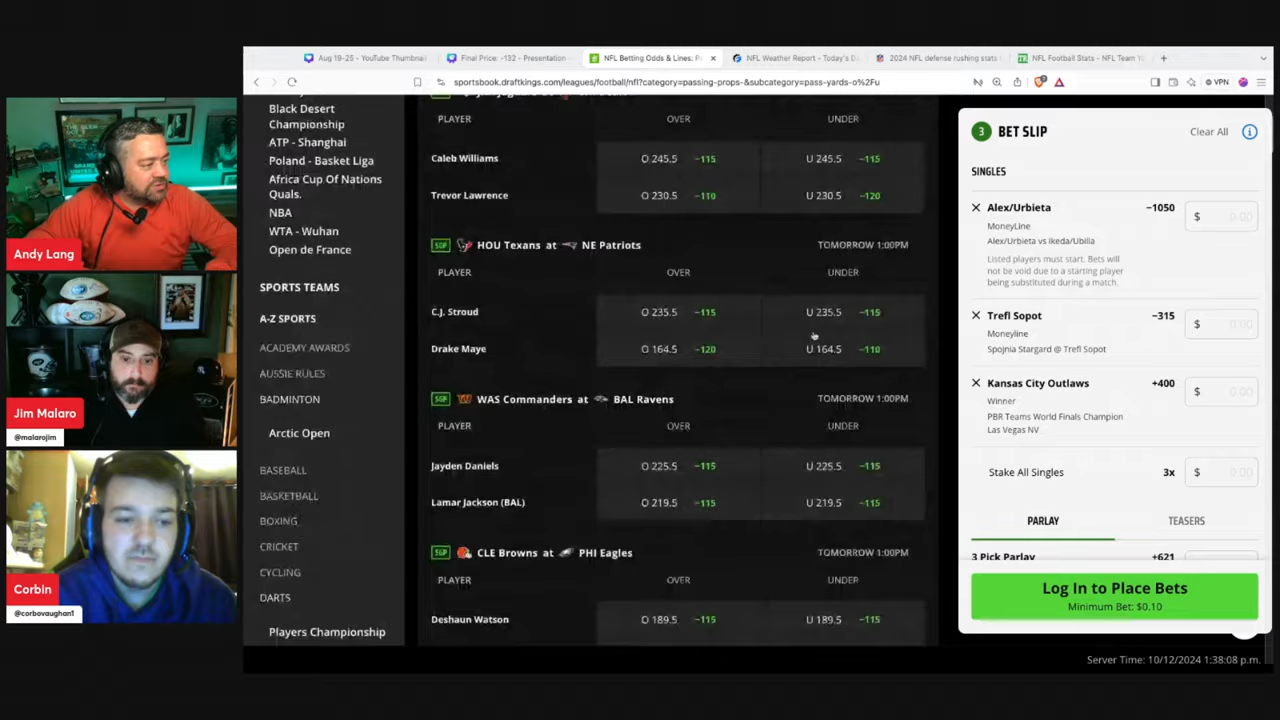 Aug 19-25 - YouTube Thumbnail
Final Price: -132 - Presentation
NFL Betting Odds & Lines: P
NFL Weather Report - Today's D
2024 NFL defense rushing stats
NFL Football Stats - NFL Team
sportsbook.draftkings.com/leagues/football/nfl?category=passing-props-&subcategory=pass-yards-o%2Fu
VPN
Andy Lang
Jim Malaro
@malarojim
Corbin
@corbovaughan1
Black Desert
Championship
ATP - Shanghai
Poland - Basket Liga
Africa Cup Of Nations
Quals.
NBA
WTA - Wuhan
Open de France
SPORTS TEAMS
A-Z SPORTS
ACADEMY AWARDS
AUSSIE RULES
BADMINTON
Arctic Open
BASEBALL
BASKETBALL
BOXING
CRICKET
CYCLING
DARTS
Players Championship
PLAYER OVER UNDER
Caleb Williams O 245.5 −115 U 245.5 −115
Trevor Lawrence O 230.5 −110 U 230.5 −120
SGP HOU Texans at NE Patriots TOMORROW 1:00PM
PLAYER OVER UNDER
C.J. Stroud O 235.5 −115 U 235.5 −115
Drake Maye O 164.5 −120 U 164.5 −110
SGP WAS Commanders at BAL Ravens TOMORROW 1:00PM
PLAYER OVER UNDER
Jayden Daniels O 225.5 −115 U 225.5 −115
Lamar Jackson (BAL) O 219.5 −115 U 219.5 −115
SGP CLE Browns at PHI Eagles TOMORROW 1:00PM
PLAYER OVER UNDER
Deshaun Watson O 189.5 −115 U 189.5 −115
3 BET SLIP Clear All
SINGLES
Alex/Urbieta −1050 $ 0.00
MoneyLine
Alex/Urbieta vs Ikeda/Ubilla
Listed players must start. Bets will
not be void due to a starting player
being substituted during a match.
Trefl Sopot −315 $ 0.00
Moneyline
Spojnia Stargard @ Trefl Sopot
Kansas City Outlaws +400 $ 0.00
Winner
PBR Teams World Finals Champion
Las Vegas NV
Stake All Singles 3x $ 0.00
PARLAY TEASERS
3 Pick Parlay +621
Log In to Place Bets
Minimum Bet: $0.10
Server Time: 10/12/2024 1:38:08 p.m.